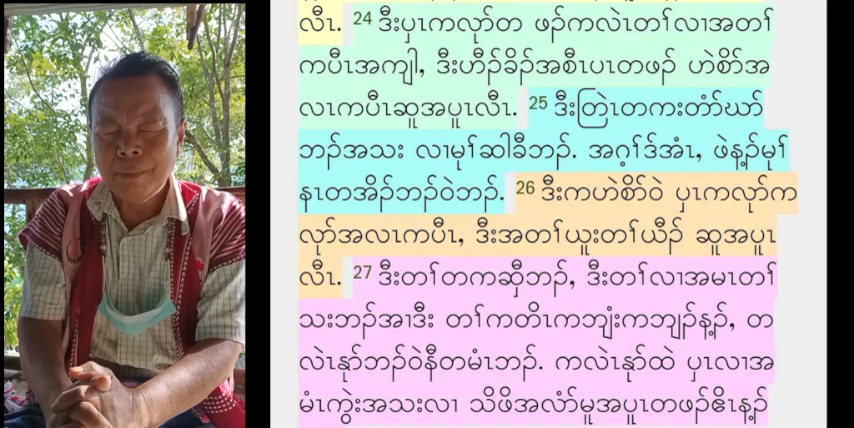 လီၤ. 24 ဒီးပှၤကလုာ်တ ဖၣ်ကလဲၤတၢ်လၢအတၢ်
ကပီၤအကျါ, ဒီးဟီၣ်ခိၣ်အစီၤပၤတဖၣ် ဟဲစိာ်အ
လၤကပီၤဆူအပူၤလီၤ. 25 ဒီးတြဲၤတကးတံာ်ဃာ်
ဘၣ်အသး လၢမုၢ်ဆါခီဘၣ်. အဂ့ၢ်ဒ်အံၤ, ဖဲန့ၣ်မုၢ်
နၤတအိၣ်ဘၣ်ဝဲဘၣ်. 26 ဒီးကဟဲစိာ်ဝဲ ပှၤကလုာ်က
လုာ်အလၤကပီၤ, ဒီးအတၢ်ယူးတၢ်ယီၣ် ဆူအပူၤ
လီၤ. 27 ဒီးတၢ်တကဆှီဘၣ်, ဒီးတၢ်လၢအမၤတၢ်
သးဘၣ်အၢဒီး တၢ်ကတိၤကဘျံးကဘျၣ်န့ၣ်, တ
လဲၤနုာ်ဘၣ်ဝဲနီတမံၤဘၣ်. ကလဲၤနုာ်ထဲ ပှၤလၢအ
မံၤကွဲးအသးလၢ သိဖိအလံာ်မူအပူၤတဖၣ်ဧိၤန့ၣ်